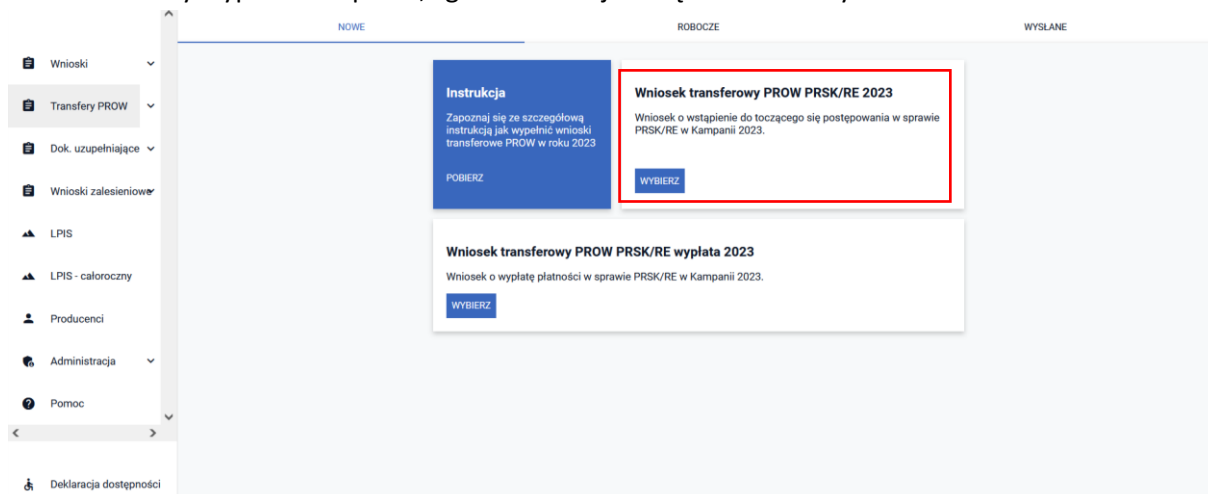 NOWE
ROBOCZE
WYSŁANE
Wnioski
Transfery PROW
Dok. uzupełniające
Wnioski zalesieniowe
LPIS
LPIS - całoroczny
Producenci
Administracja
Pomoc
Deklaracja dostępności
Instrukcja
Zapoznaj się ze szczegółową
instrukcją jak wypełnić wnioski
transferowe PROW w roku 2023
POBIERZ
Wniosek transferowy PROW PRSK/RE 2023
Wniosek o wstąpienie do toczącego się postępowania w sprawie
PRSK/RE w Kampanii 2023.
WYBIERZ
Wniosek transferowy PROW PRSK/RE wypłata 2023
Wniosek o wypłatę płatności w sprawie PRSK/RE w Kampanii 2023.
WYBIERZ